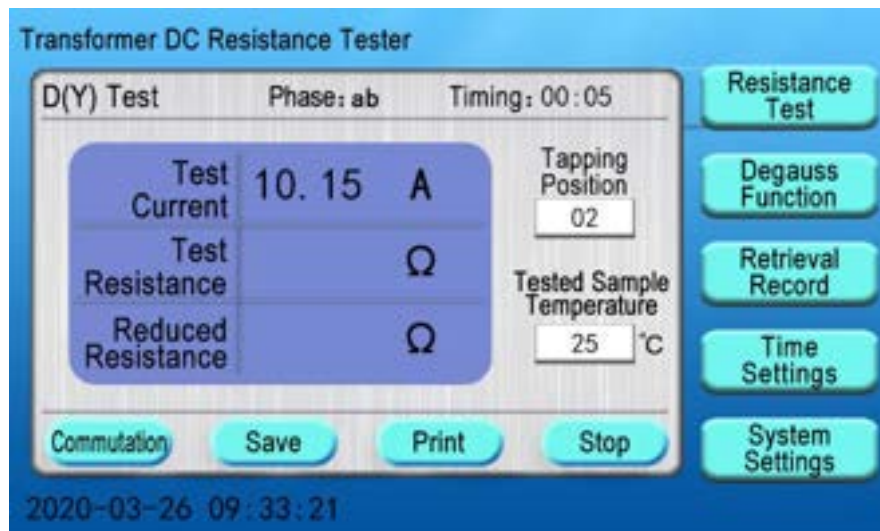 Transformer DC Resistance Tester
D(Y) Test Phase: ab Timing: 00:05
Test
Current 10.15 A
Test
Resistance Ω
Reduced
Resistance Ω
Tapping
Position
02
Tested Sample
Temperature
25 °C
Commutation Save Print Stop
Resistance
Test
Degauss
Function
Retrieval
Record
Time
Settings
System
Settings
2020-03-26 09:33:21